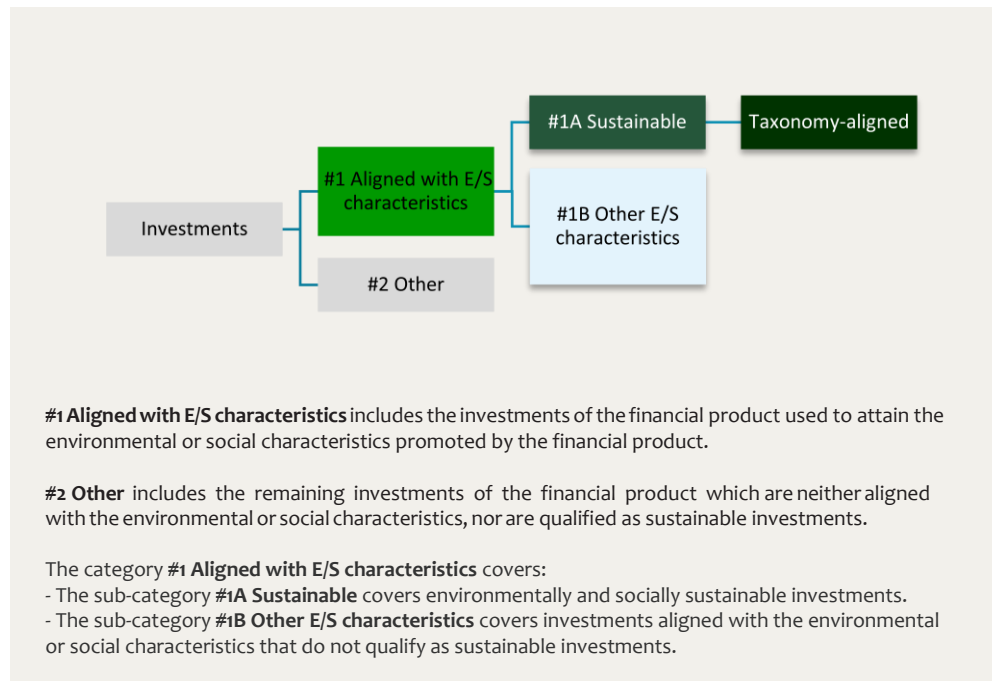 #1A Sustainable
Taxonomy-aligned
#1 Aligned with E/S
characteristics
#1B Other E/S
characteristics
Investments
#2 Other
#1 Aligned with E/S characteristics includes the investments of the financial product used to attain the
environmental or social characteristics promoted by the financial product.
#2 Other includes the remaining investments of the financial product which are neither aligned
with the environmental or social characteristics, nor are qualified as sustainable investments.
The category #1 Aligned with E/S characteristics covers:
- The sub-category #1A Sustainable covers environmentally and socially sustainable investments.
- The sub-category #1B Other E/S characteristics covers investments aligned with the environmental
or social characteristics that do not qualify as sustainable investments.